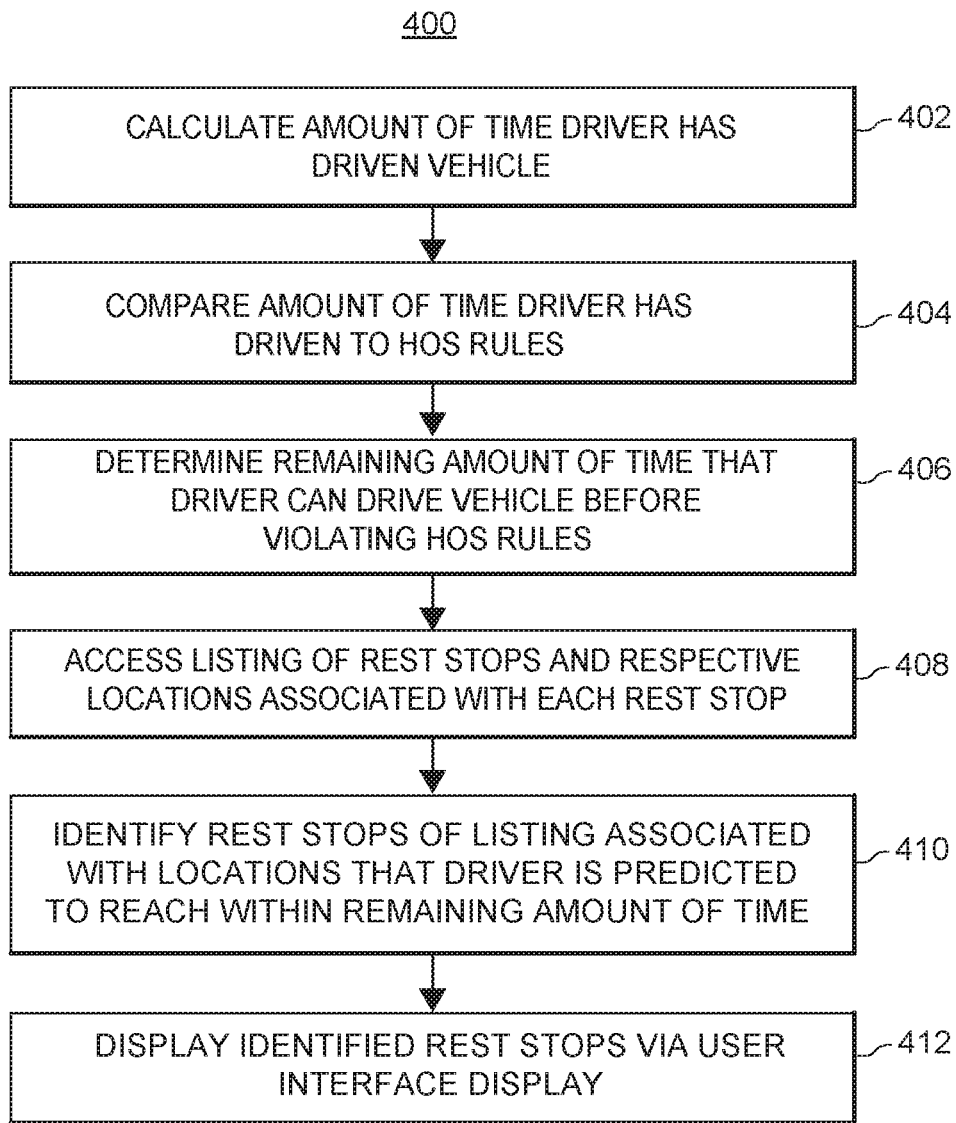 400
CALCULATE AMOUNT OF TIME DRIVER HAS
DRIVEN VEHICLE
402
COMPARE AMOUNT OF TIME DRIVER HAS
DRIVEN TO HOS RULES
404
DETERMINE REMAINING AMOUNT OF TIME THAT
DRIVER CAN DRIVE VEHICLE BEFORE
VIOLATING HOS RULES
406
ACCESS LISTING OF REST STOPS AND RESPECTIVE
LOCATIONS ASSOCIATED WITH EACH REST STOP
408
IDENTIFY REST STOPS OF LISTING ASSOCIATED
WITH LOCATIONS THAT DRIVER IS PREDICTED
TO REACH WITHIN REMAINING AMOUNT OF TIME
410
DISPLAY IDENTIFIED REST STOPS VIA USER
INTERFACE DISPLAY
412